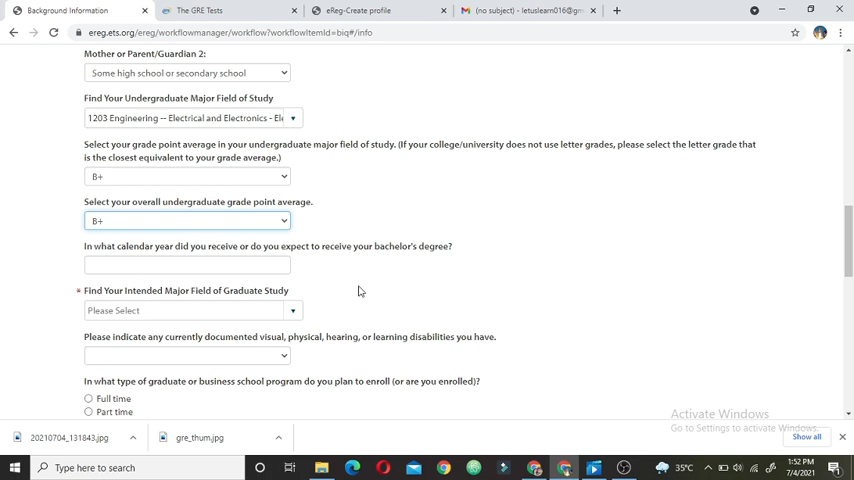 Background Information
The GRE Tests
eReg-Create profile
(no subject) - letuslearn016@gm
ereg.ets.org/ereg/workflowmanager/workflow?workflowItemId=biq#/info
Mother or Parent/Guardian 2:
Some high school or secondary school
Find Your Undergraduate Major Field of Study
1203 Engineering -- Electrical and Electronics - Ele
Select your grade point average in your undergraduate major field of study. (If your college/university does not use letter grades, please select the letter grade that
is the closest equivalent to your grade average.)
B+
Select your overall undergraduate grade point average.
B+
In what calendar year did you receive or do you expect to receive your bachelor's degree?
* Find Your Intended Major Field of Graduate Study
Please Select
Please indicate any currently documented visual, physical, hearing, or learning disabilities you have.
In what type of graduate or business school program do you plan to enroll (or are you enrolled)?
Full time
Part time
Activate Windows
Go to Settings to activate Windows.
20210704_131843.jpg
gre_thum.jpg
Show all
Type here to search
35°C
1:52 PM
7/4/2021